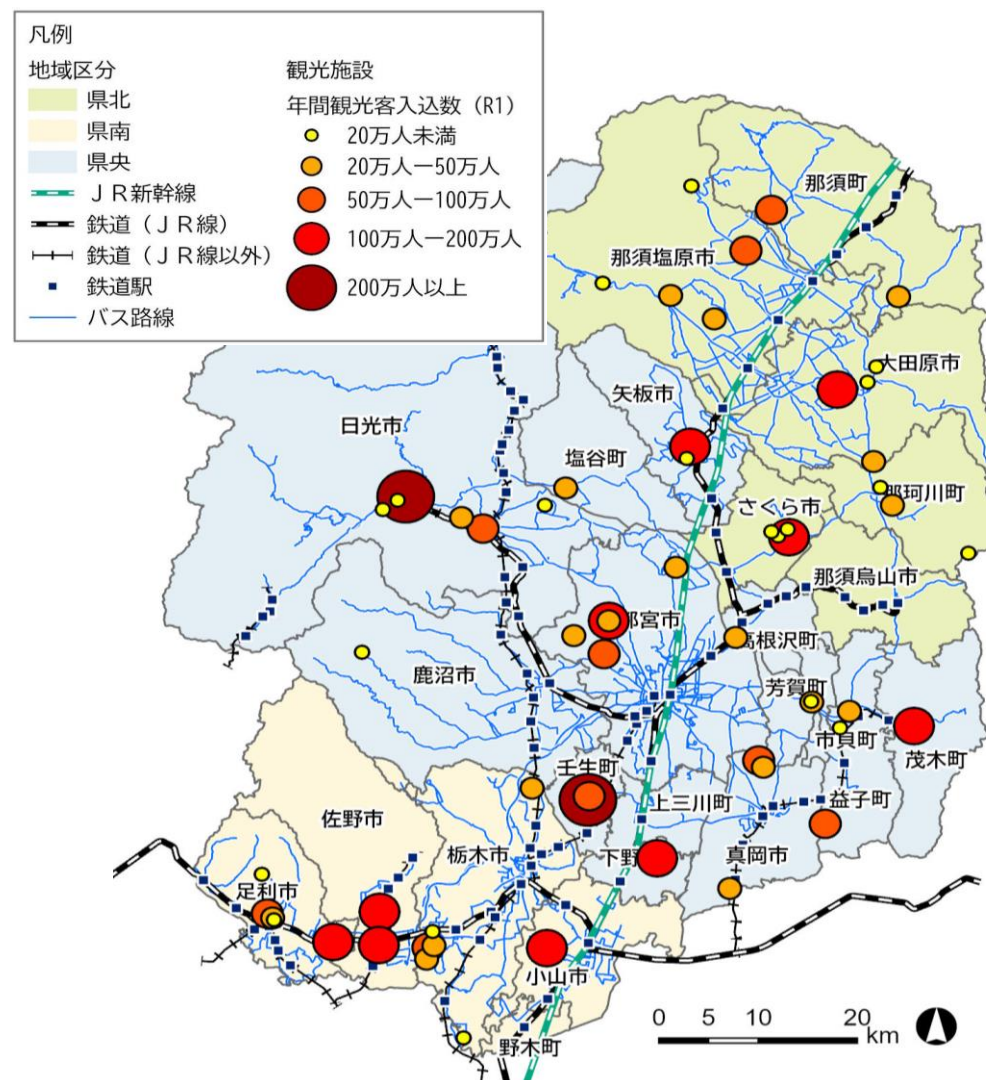 凡例
地域区分
県北
県南
県央
ＪＲ新幹線
鉄道（ＪＲ線）
鉄道（ＪＲ線以外）
鉄道駅
バス路線
観光施設
年間観光客入込数（R1）
20万人未満
20万人ー50万人
50万人ー100万人
100万人ー200万人
200万人以上
那須町
那須塩原市
大田原市
矢板市
日光市
塩谷町
那珂川町
さくら市
那須烏山市
都宮市
高根沢町
鹿沼市
芳賀町
市貝町
茂木町
壬生町
上三川町
益子町
佐野市
栃木市
下野
真岡市
足利市
小山市
野木町
0 5 10 20
km